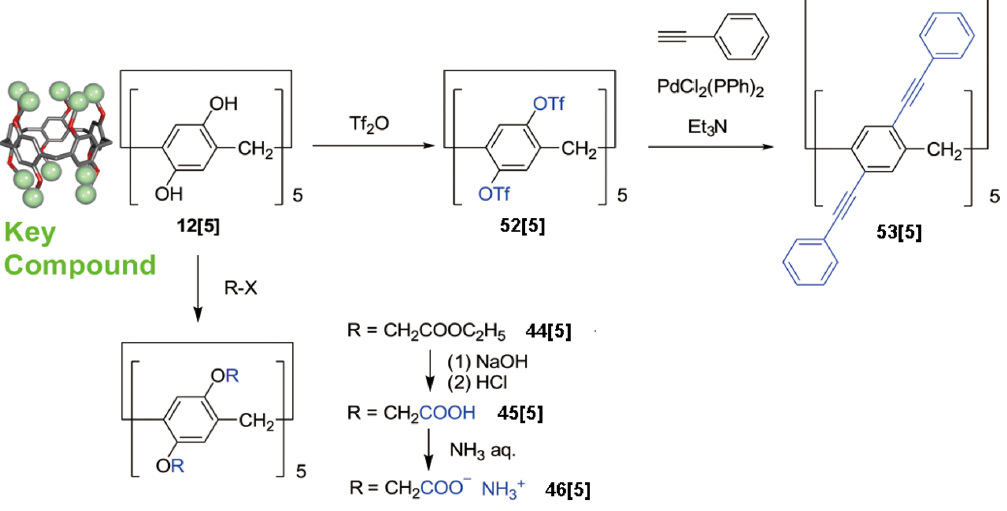 Tf₂O
PdCl₂(PPh)₂
Et₃N
OH
OH
CH₂
5
12[5]
OTf
OTf
CH₂
5
52[5]
CH₂
5
53[5]
Key
Compound
R-X
OR
OR
CH₂
5
R = CH₂COOC₂H₅ 44[5]
(1) NaOH
(2) HCl
R = CH₂COOH 45[5]
NH₃ aq.
R = CH₂COO⁻ NH₃⁺ 46[5]